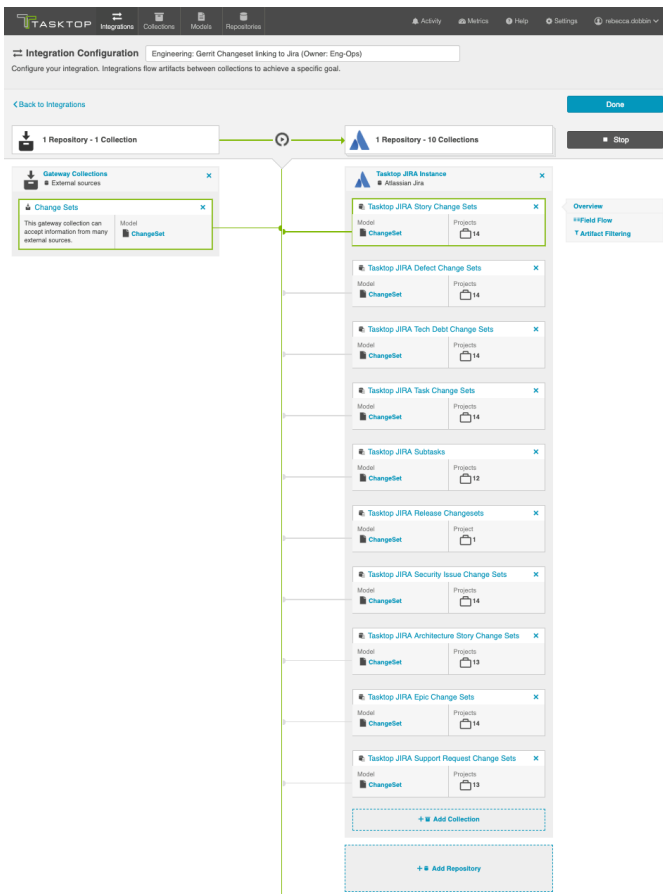 TASKTOP
Integrations
Collections
Models
Repositories
Activity
Metrics
Help
Settings
rebecca.dobbin
Integration Configuration
Engineering: Gerrit Changeset linking to Jira (Owner: Eng-Ops)
Configure your integration. Integrations flow artifacts between collections to achieve a specific goal.
Back to Integrations
Done
1 Repository - 1 Collection
1 Repository - 10 Collections
Stop
Gateway Collections
External sources
Change Sets
This gateway collection can
accept information from many
external sources.
Model
ChangeSet
Tasktop JIRA Instance
Atlassian Jira
Tasktop JIRA Story Change Sets
Model
ChangeSet
Projects
14
Overview
Field Flow
Artifact Filtering
Tasktop JIRA Defect Change Sets
Model
ChangeSet
Projects
14
Tasktop JIRA Tech Debt Change Sets
Model
ChangeSet
Projects
14
Tasktop JIRA Task Change Sets
Model
ChangeSet
Projects
14
Tasktop JIRA Subtasks
Model
ChangeSet
Projects
12
Tasktop JIRA Release Changesets
Model
ChangeSet
Project
1
Tasktop JIRA Security Issue Change Sets
Model
ChangeSet
Projects
14
Tasktop JIRA Architecture Story Change Sets
Model
ChangeSet
Projects
13
Tasktop JIRA Epic Change Sets
Model
ChangeSet
Projects
14
Tasktop JIRA Support Request Change Sets
Model
ChangeSet
Projects
13
+ Add Collection
+ Add Repository